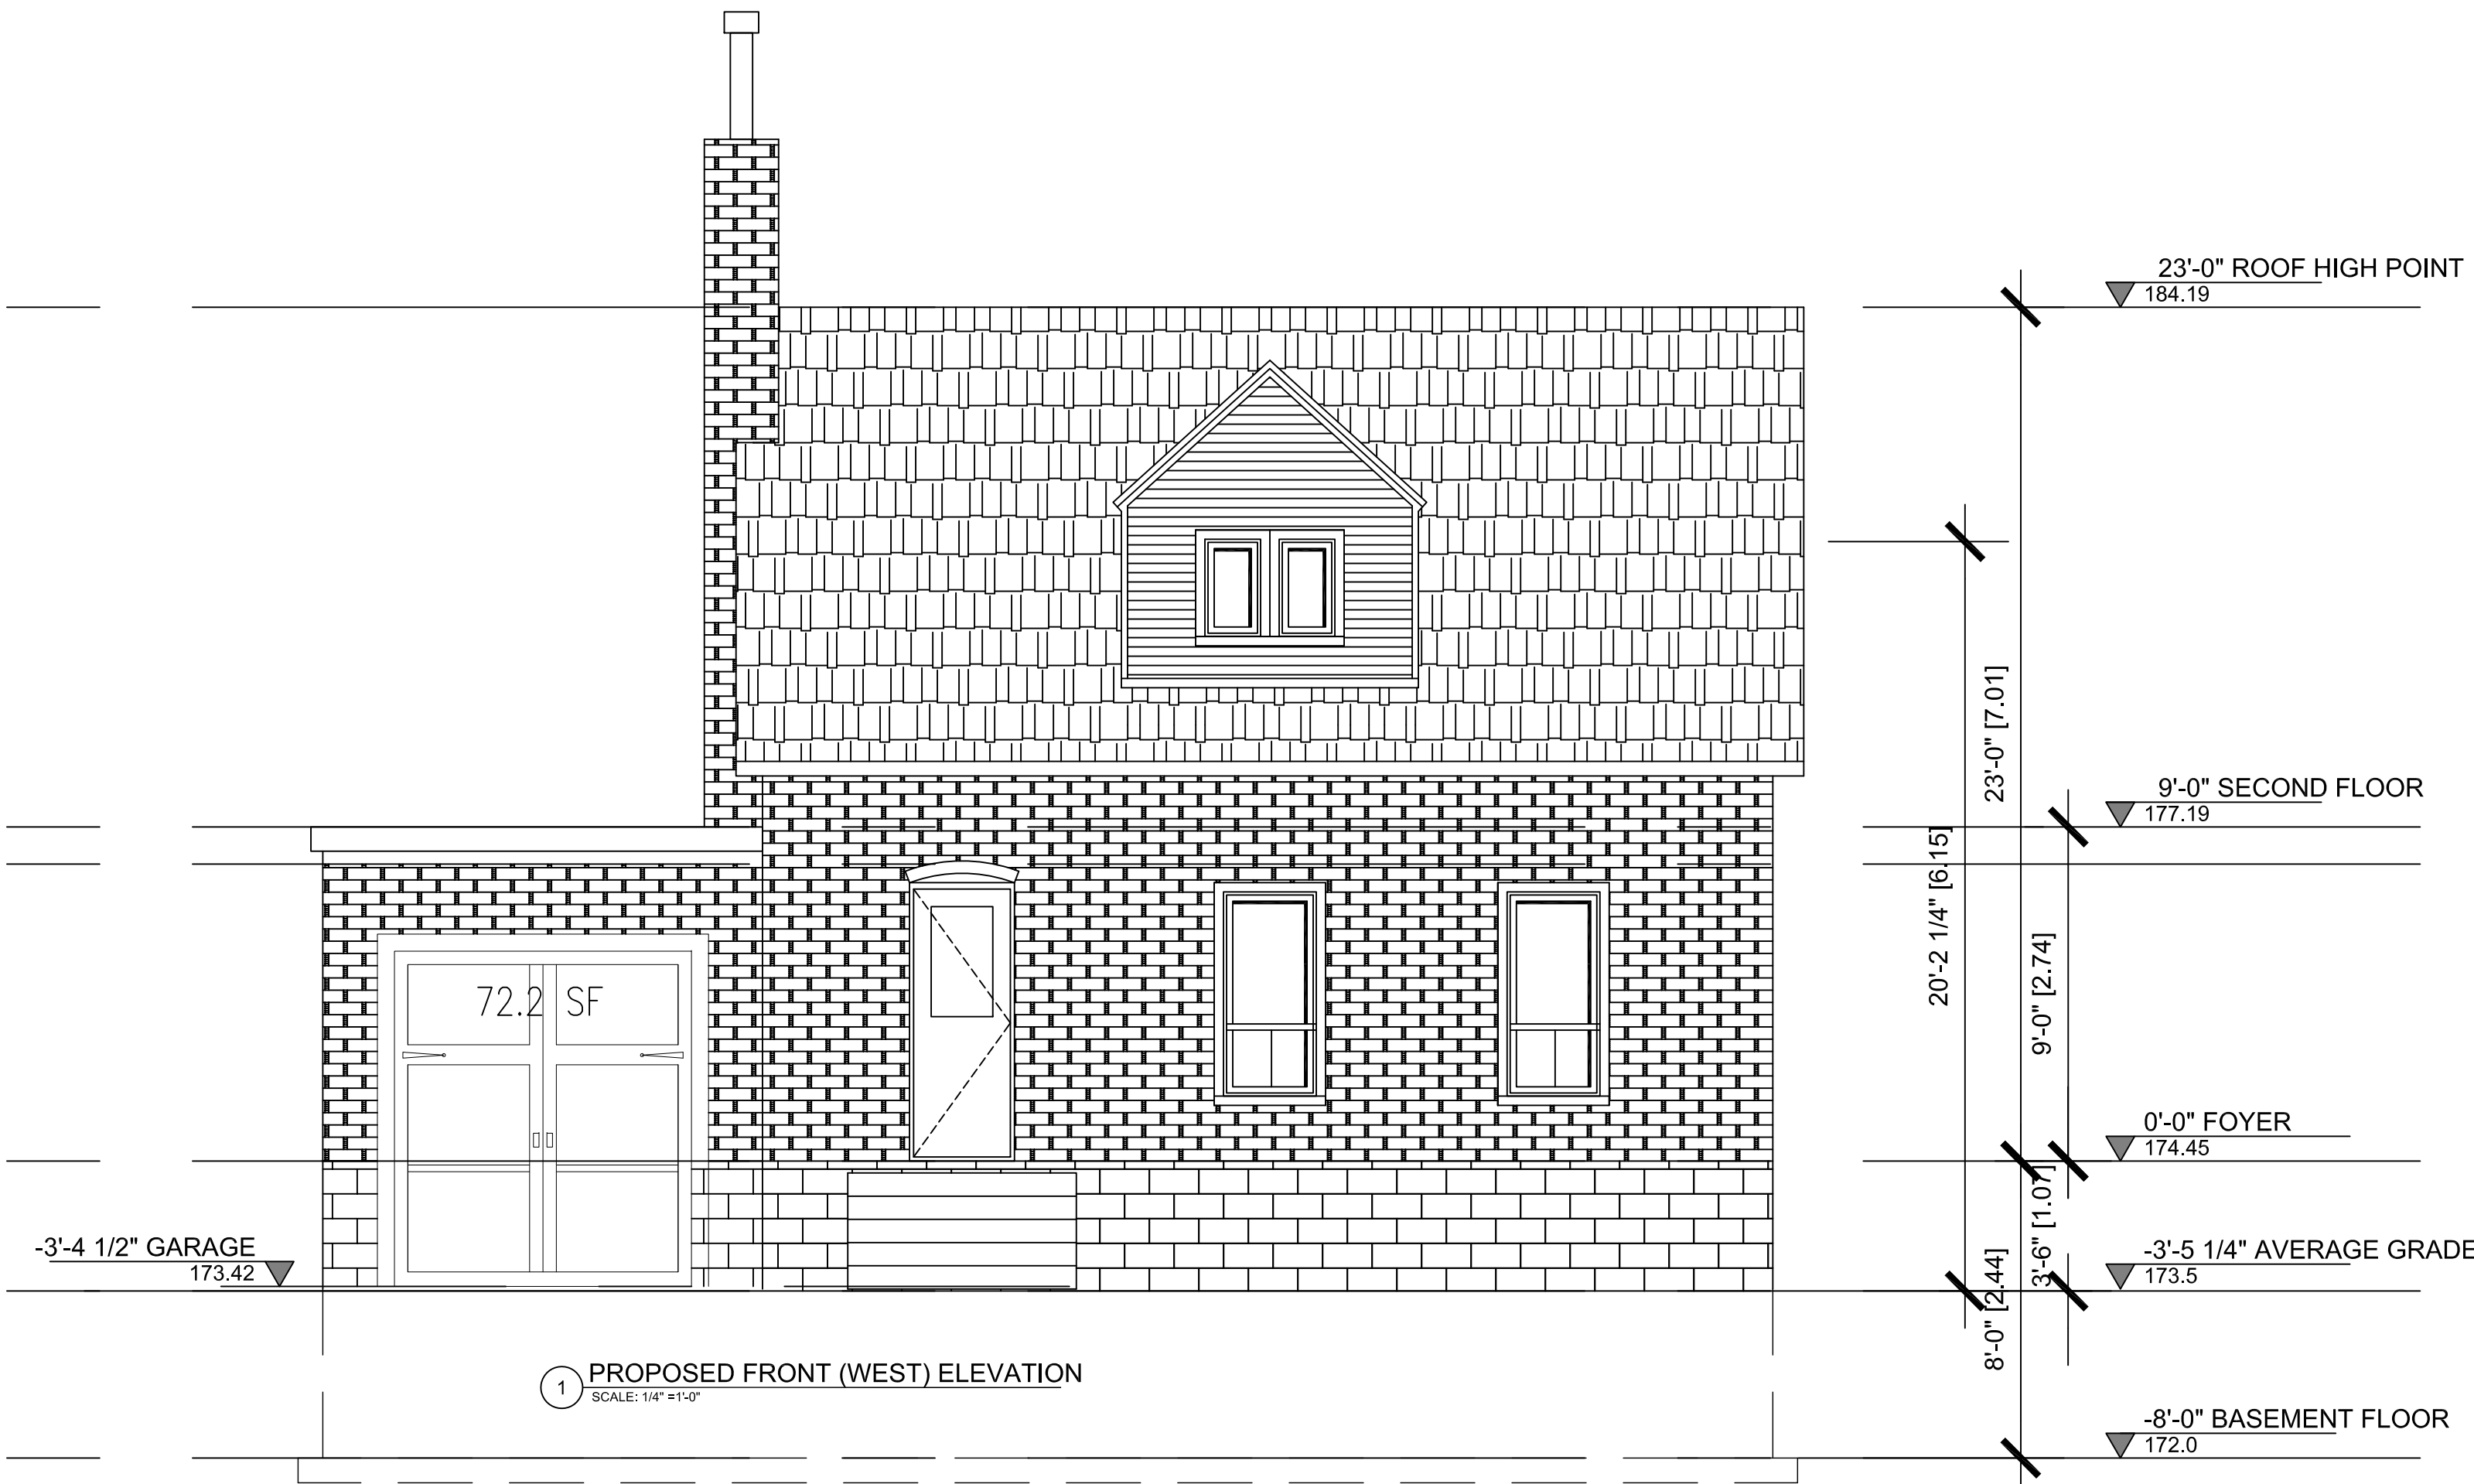 23'-0" ROOF HIGH POINT
184.19
23'-0" [7.01]
9'-0" SECOND FLOOR
177.19
20'-2 1/4" [6.15]
9'-0" [2.74]
72.2 SF
0'-0" FOYER
174.45
3'-6" [1.07]
-3'-4 1/2" GARAGE
173.42
-3'-5 1/4" AVERAGE GRADE
173.5
8'-0" [2.44]
1 PROPOSED FRONT (WEST) ELEVATION
SCALE: 1/4" =1'-0"
-8'-0" BASEMENT FLOOR
172.0